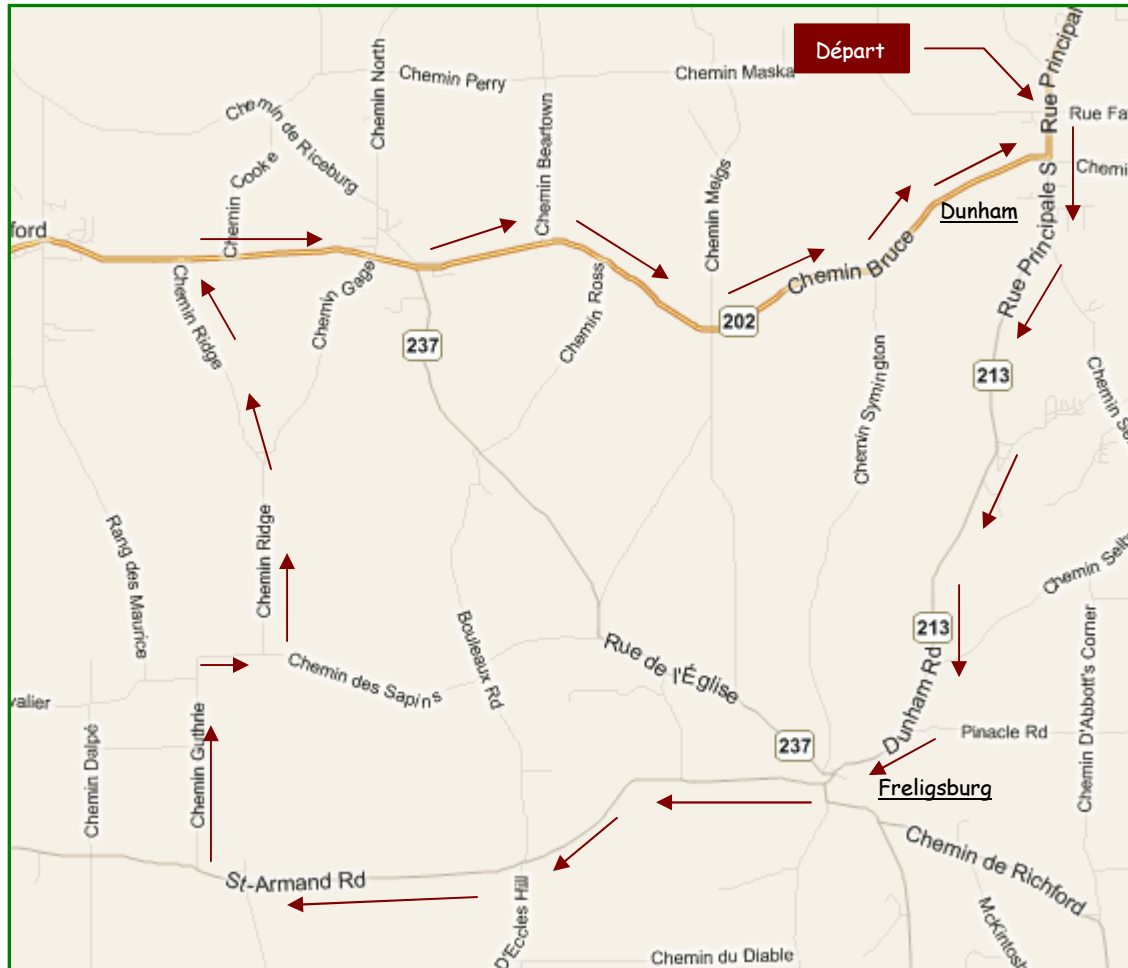 Départ
Rue Principal
Chemin North
Chemin Perry
Chemin Maska
Rue Fa
Chemin de Riceburg
Chemin Cooke
Chemin Beartown
Chemin Meigs
Chemi
Dunham
Rue Principale S
ford
Chemin Bruce
Chemin Gage
Chemin Ross
Chemin Ridge
202
237
213
Chemin Symington
Chemin Se
Rang des Maurice
Chemin Ridge
Chemin Selb
213
Bouleaux Rd
Rue de l'Église
Chemin D'Abbott's Corner
Chemin des Sapins
valier
Dunham Rd
Pinacle Rd
Chemin Dalpé
Chemin Guthrie
237
Freligsburg
St-Armand Rd
Chemin de Richford
D'Eccles Hill
McKintosh
Chemin du Diable